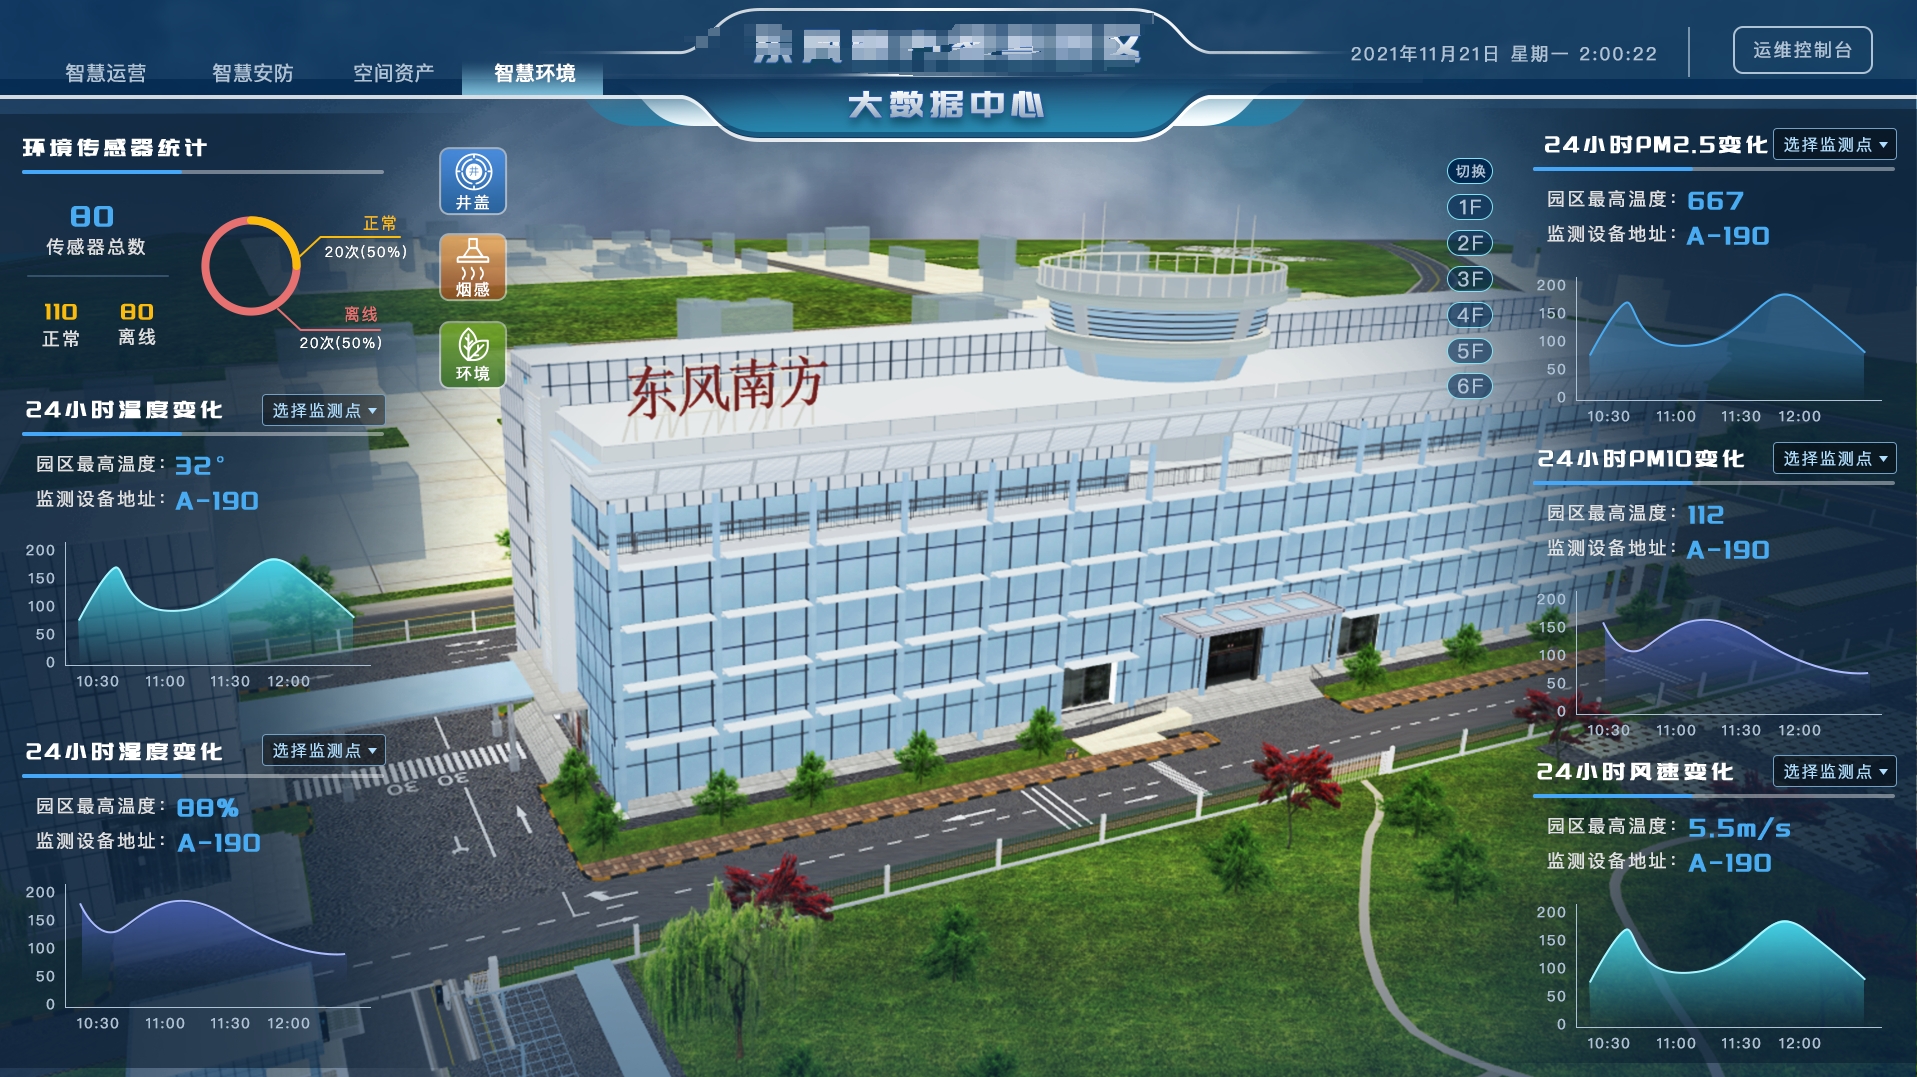 智慧运营
智慧安防
空间资产
智慧环境
大数据中心
2021年11月21日 星期一 2:00:22
运维控制台
环境传感器统计
80
传感器总数
110
正常
80
离线
正常
20次(50%)
离线
20次(50%)
井
井盖
烟感
环境
24小时温度变化
选择监测点
园区最高温度：32°
监测设备地址：A-190
200
150
100
50
0
10:30 11:00 11:30 12:00
24小时湿度变化
选择监测点
园区最高温度：88%
监测设备地址：A-190
200
150
100
50
0
10:30 11:00 11:30 12:00
东风南方
30 30
切换
1F
2F
3F
4F
5F
6F
24小时PM2.5变化
选择监测点
园区最高温度：667
监测设备地址：A-190
200
150
100
50
0
10:30 11:00 11:30 12:00
24小时PM10变化
选择监测点
园区最高温度：112
监测设备地址：A-190
200
150
100
50
0
10:30 11:00 11:30 12:00
24小时风速变化
选择监测点
园区最高温度：5.5m/s
监测设备地址：A-190
200
150
100
50
0
10:30 11:00 11:30 12:00